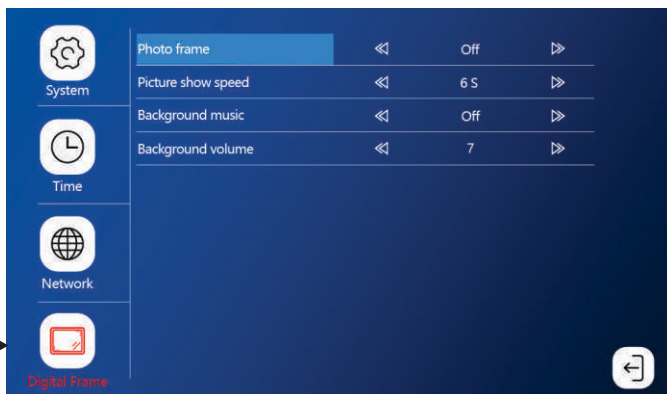 System
Time
Network
Digital Frame
Photo frame Off
Picture show speed 6 S
Background music Off
Background volume 7